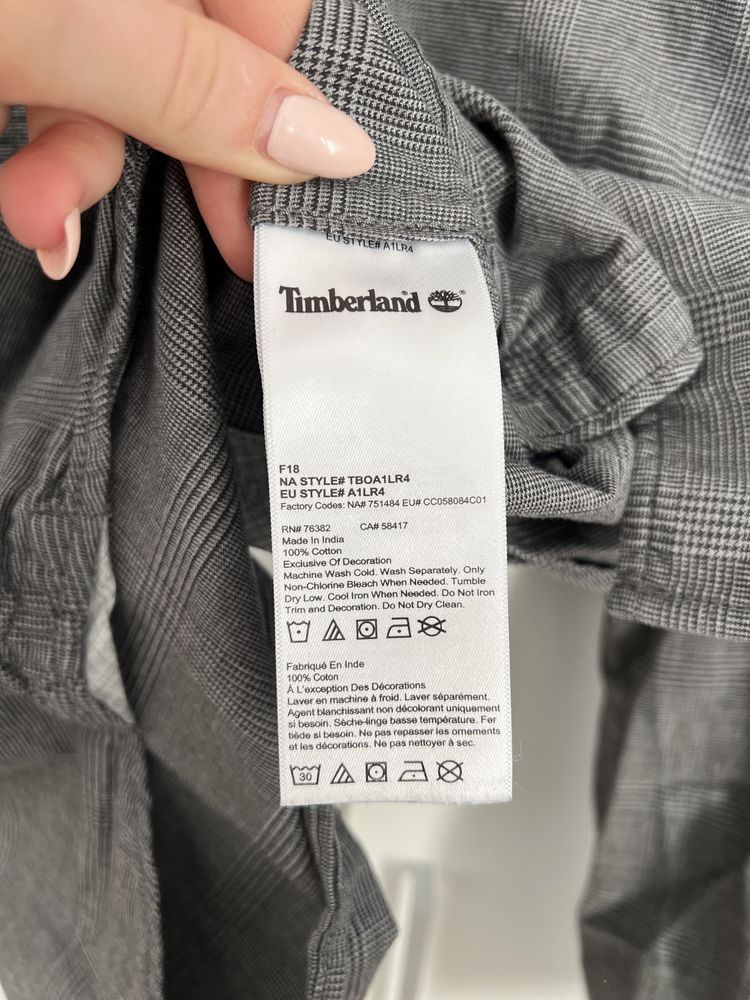 EU STYLE# A1LR4
Timberland ®
F18
NA STYLE# TBOA1LR4
EU STYLE# A1LR4
Factory Codes: NA# 751484 EU# CC058084C01
RN# 76382 CA# 58417
Made In India
100% Cotton
Exclusive Of Decoration
Machine Wash Cold. Wash Separately. Only
Non-Chlorine Bleach When Needed. Tumble
Dry Low. Cool Iron When Needed. Do Not Iron
Trim and Decoration. Do Not Dry Clean.
Fabriqué En Inde
100% Coton
À L'exception Des Décorations
Laver en machine à froid. Laver séparément.
Agent blanchissant non décolorant uniquement
si besoin. Sèche-linge basse température. Fer
tiède si besoin. Ne pas repasser les ornements
et les décorations. Ne pas nettoyer à sec.
30